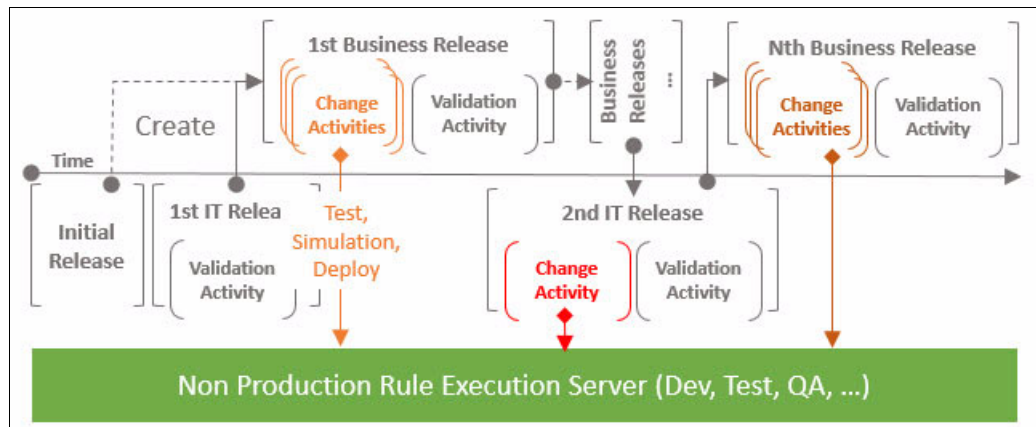 1st Business Release
Change
Activities
Validation
Activity
Business
Releases
...
Nth Business Release
Change
Activities
Validation
Activity
Create
Time
Initial
Release
1st IT Relea
Validation
Activity
Test,
Simulation,
Deploy
2nd IT Release
Change
Activity
Validation
Activity
Non Production Rule Execution Server (Dev, Test, QA, ...)